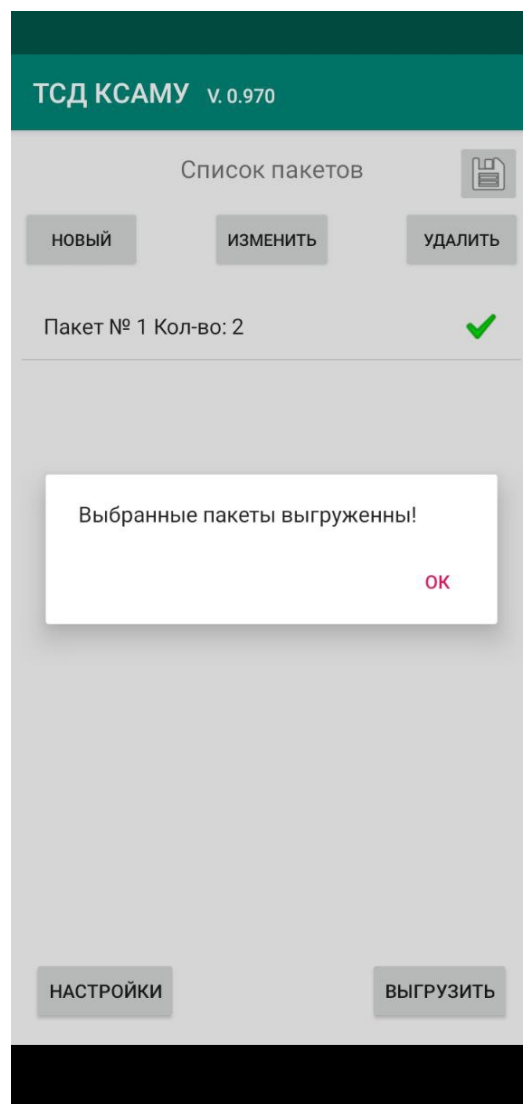 ТСД КСАМУ V. 0.970
Список пакетов
НОВЫЙ ИЗМЕНИТЬ УДАЛИТЬ
Пакет № 1 Кол-во: 2
Выбранные пакеты выгруженны!
ОК
НАСТРОЙКИ ВЫГРУЗИТЬ